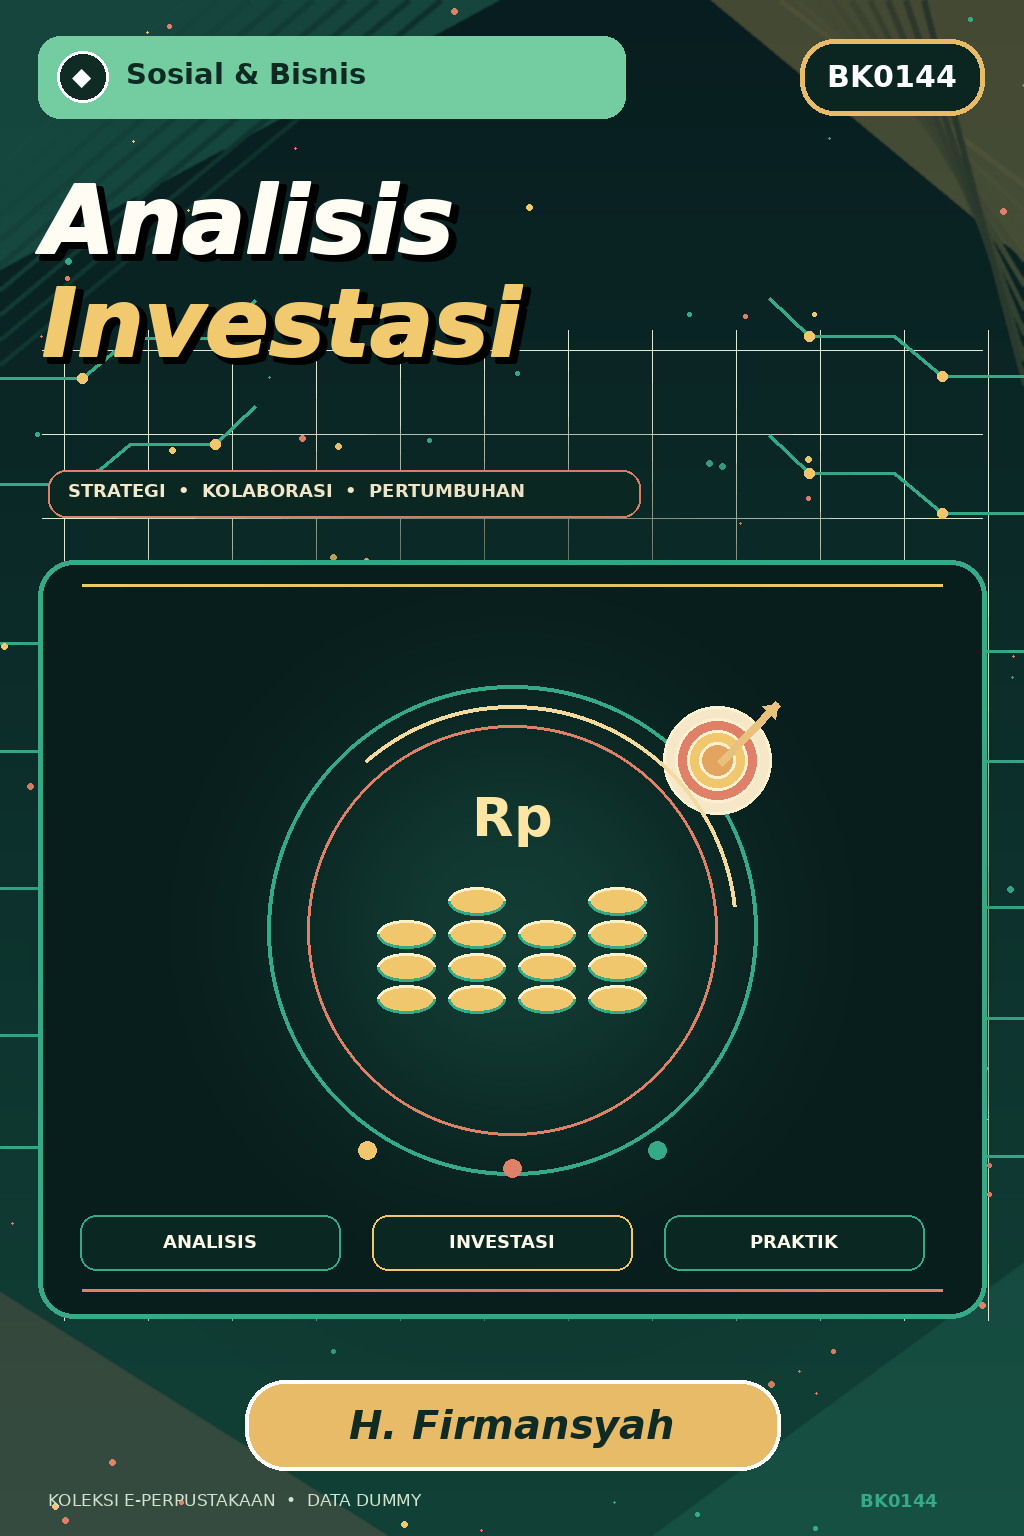 Sosial & Bisnis
BK0144
Analisis
Investasi
STRATEGI • KOLABORASI • PERTUMBUHAN
Rp
ANALISIS
INVESTASI
PRAKTIK
H. Firmansyah
KOLEKSI E-PERPUSTAKAAN • DATA DUMMY
BK0144